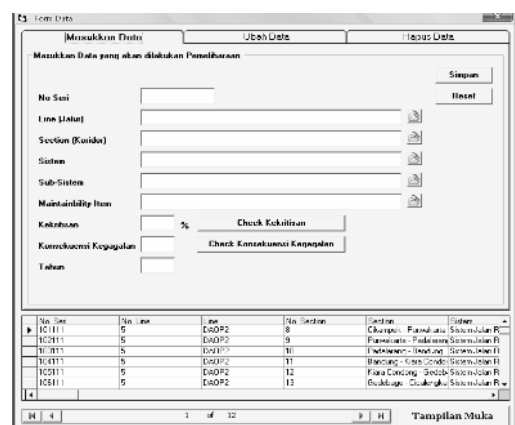 Form Data
Masukkan Data Ubah Data Hapus Data
Masukkan Data yang akan dilakukan Pemeliharaan
Simpan
No Seri Reset
Line (Jalur)
Section (Koridor)
Sistem
Sub-Sistem
Maintainbility Item
Kekritisan % Check Kekritisan
Konsekuensi Kegagalan Check Konsekuensi Kegagalan
Tahun
No Seri No Line Line No Section Section Sistem
101111 5 DAOP2 8 Cikampek - Purwakarta Sistem Jalan R
102111 5 DAOP2 9 Purwakarta - Padalarang Sistem Jalan R
103111 5 DAOP2 10 Padalarang - Bandung Sistem Jalan R
104111 5 DAOP2 11 Bandung - Kiara Condo Sistem Jalan R
105111 5 DAOP2 12 Kiara Condong - Gedeb Sistem Jalan R
106111 5 DAOP2 13 Gedebage - Cicalengka Sistem Jalan R
1 of 12 Tampilan Muka